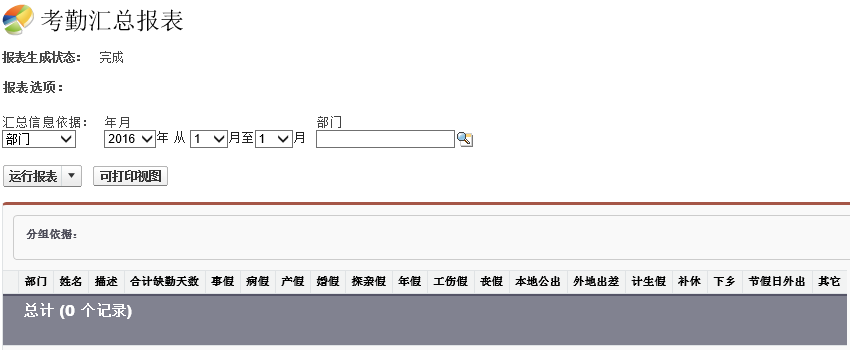 考勤汇总报表
报表生成状态： 完成
报表选项：
汇总信息依据： 年月 部门
部门 2016 年 从 1 月至 1 月
运行报表 可打印视图
分组依据：
部门 姓名 描述 合计缺勤天数 事假 病假 产假 婚假 探亲假 年假 工伤假 丧假 本地公出 外地出差 计生假 补休 下乡 节假日外出 其它
总计 (0 个记录)